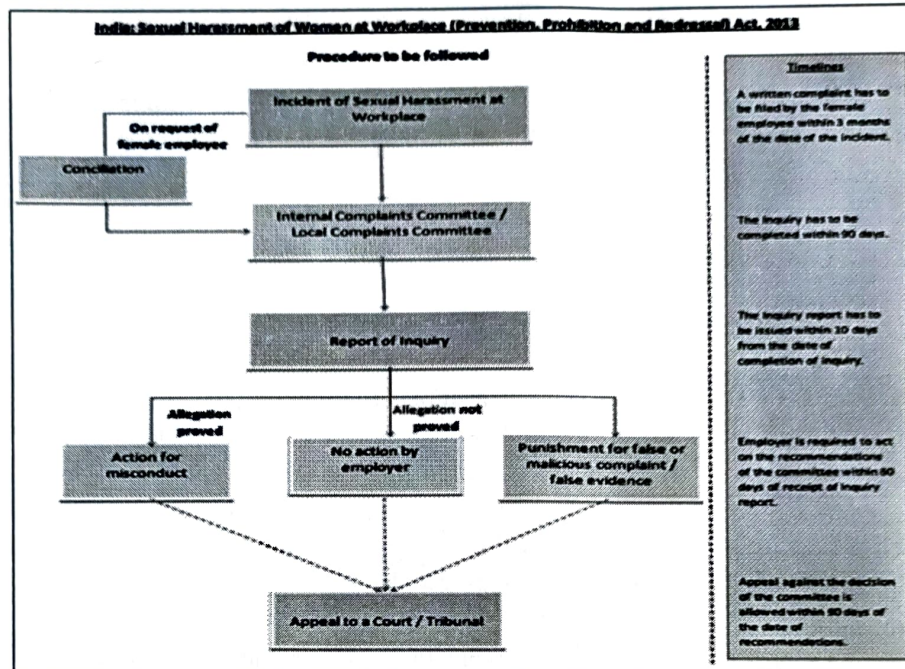 India: Sexual Harassment of Women at Workplace (Prevention, Prohibition and Redressal) Act, 2013
Procedure to be followed
Incident of Sexual Harassment at
Workplace
On request of
female employee
Conciliation
Internal Complaints Committee /
Local Complaints Committee
Report of Inquiry
Allegation
proved
Allegation not
proved
Action for
misconduct
No action by
employer
Punishment for false or
malicious complaint /
false evidence
Appeal to a Court / Tribunal
Timelines
A written complaint has to
be filed by the female
employee within 3 months
of the date of the incident.
The inquiry has to be
completed within 90 days.
The inquiry report has to
be issued within 10 days
from the date of
completion of inquiry.
Employer is required to act
on the recommendations
of the committee within
days of receipt of inquiry
report.
Appeal against the decision
of the committee is
allowed within 90 days of
the date of
recommendations.